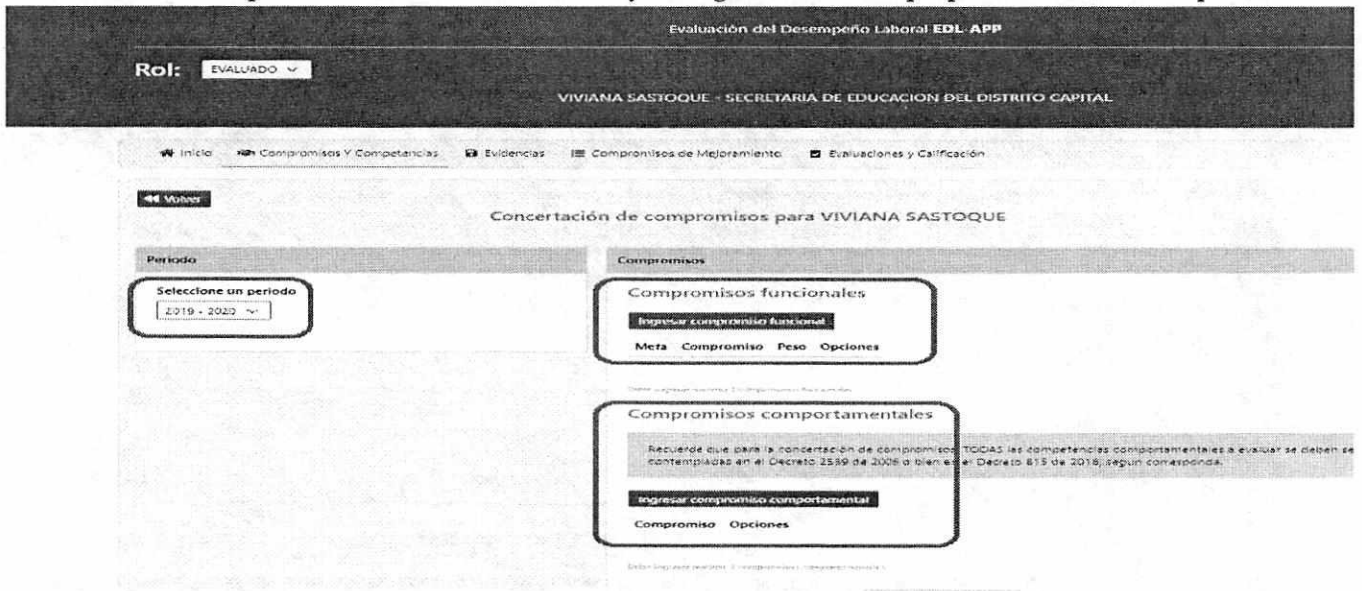 Evaluación del Desempeño Laboral EDL-APP
Rol: EVALUADO
VIVIANA SASTOQUE - SECRETARIA DE EDUCACION DEL DISTRITO CAPITAL
Inicio Compromisos Y Competencias Evidencias Compromisos de Mejoramiento Evaluaciones y Calificación
Volver
Concertación de compromisos para VIVIANA SASTOQUE
Periodo
Seleccione un periodo
2019 - 2020
Compromisos
Compromisos funcionales
Ingresar compromiso funcional
Meta Compromiso Peso Opciones
Compromisos comportamentales
Recuerde que para la concertación de compromisos, TODAS las competencias comportamentales a evaluar se deben
contempladas en el Decreto 2539 de 2005 o bien en el Decreto 815 de 2018, según corresponda.
Ingresar compromiso comportamental
Compromiso Opciones